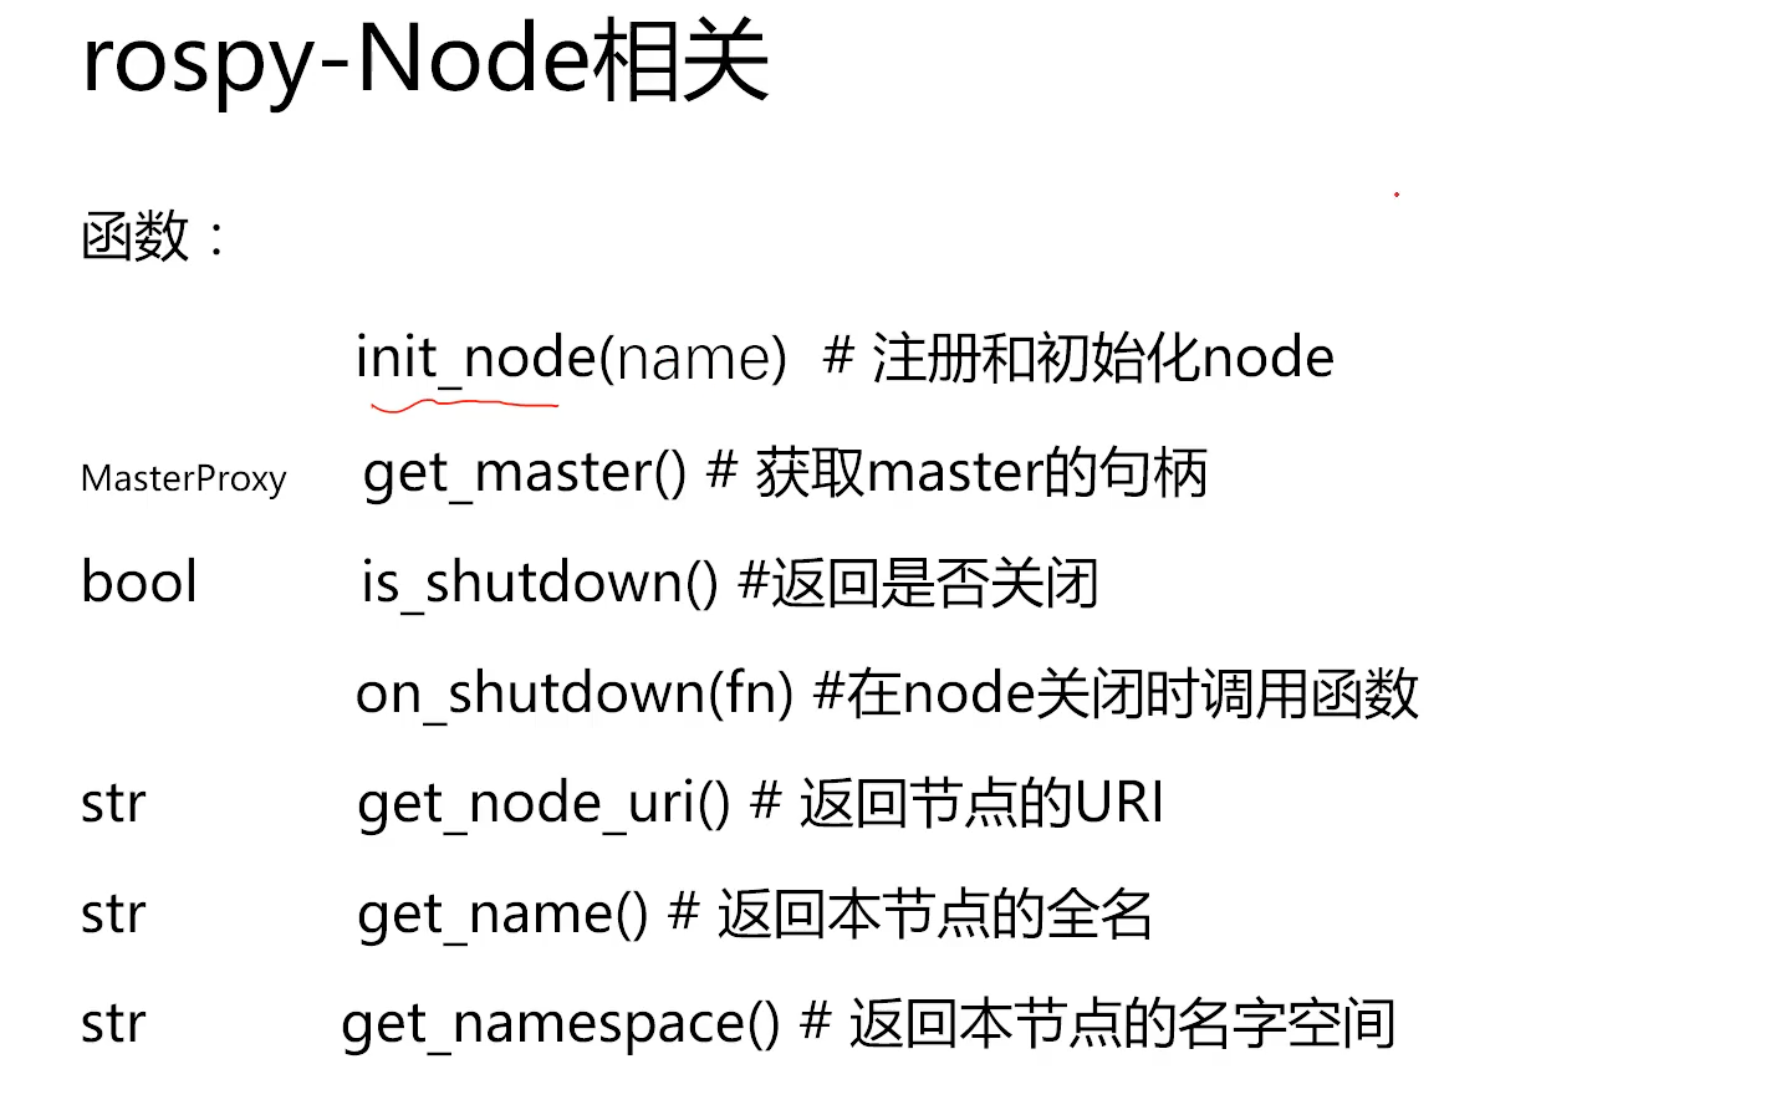 rospy-Node相关
函数：
init_node(name) # 注册和初始化node
MasterProxy get_master() # 获取master的句柄
bool is_shutdown() #返回是否关闭
on_shutdown(fn) #在node关闭时调用函数
str get_node_uri() # 返回节点的URI
str get_name() # 返回本节点的全名
str get_namespace() # 返回本节点的名字空间